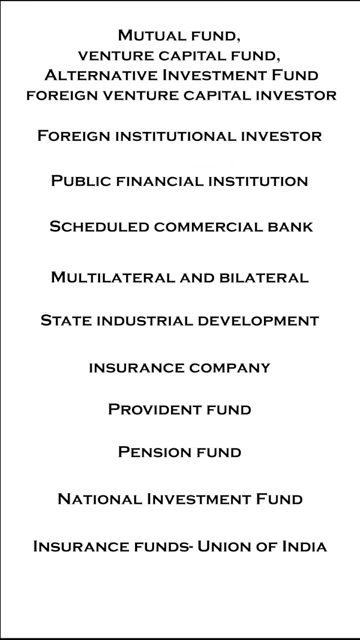 Mutual fund,
venture capital fund,
Alternative Investment Fund
foreign venture capital investor
Foreign institutional investor
Public financial institution
Scheduled commercial bank
Multilateral and bilateral
State industrial development
insurance company
Provident fund
Pension fund
National Investment Fund
Insurance funds- Union of India